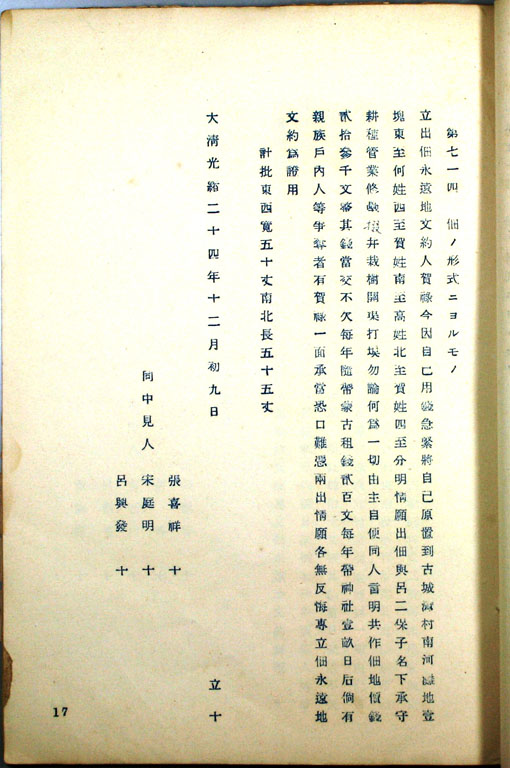 第七一四 佃ノ形式ニヨルモノ
立出佃永遠地文約人賀祿今因自己用錢急緊將自己原置到古城灣村南河灘地壹
塊東至何姓西至賀姓南至高姓北至賀姓四至分明情願出佃與呂二保子名下承守
耕種管業修蓋 井栽樹開渠打垻勿論何爲一切由主自便同人言明共作佃地價錢
貳拾參千文整其錢當交不欠每年隨帶蒙古租錢貳百文每年帶神社壹畝日后倘有
親族戶內人等爭奪者有賀祿一面承當恐口難憑兩出情願各無反悔專立佃永遠地
文約爲證用
計批東西寬五十丈南北長五十五丈
大淸光緖二十四年十二月初九日 立十
同中見人
張喜祥 十
宋庭明 十
呂興發 十
17